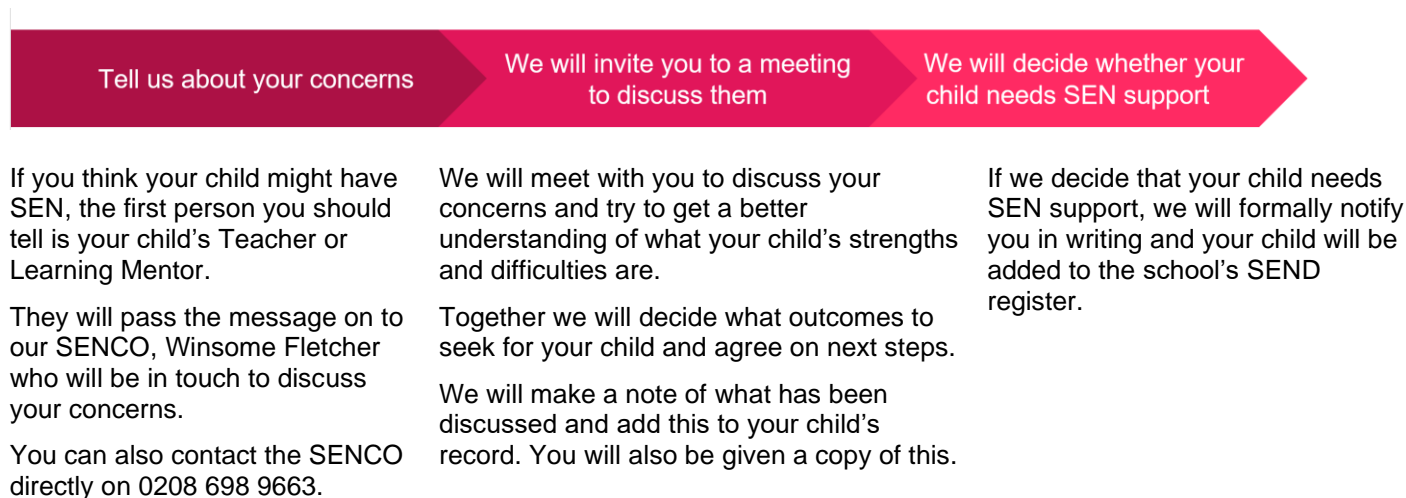 Tell us about your concerns
We will invite you to a meeting
to discuss them
We will decide whether your
child needs SEN support
If you think your child might have
SEN, the first person you should
tell is your child's Teacher or
Learning Mentor.
They will pass the message on to
our SENCO, Winsome Fletcher
who will be in touch to discuss
your concerns.
You can also contact the SENCO
directly on 0208 698 9663.
We will meet with you to discuss your
concerns and try to get a better
understanding of what your child's strengths
and difficulties are.
Together we will decide what outcomes to
seek for your child and agree on next steps.
We will make a note of what has been
discussed and add this to your child's
record. You will also be given a copy of this.
If we decide that your child needs
SEN support, we will formally notify
you in writing and your child will be
added to the school's SEND
register.